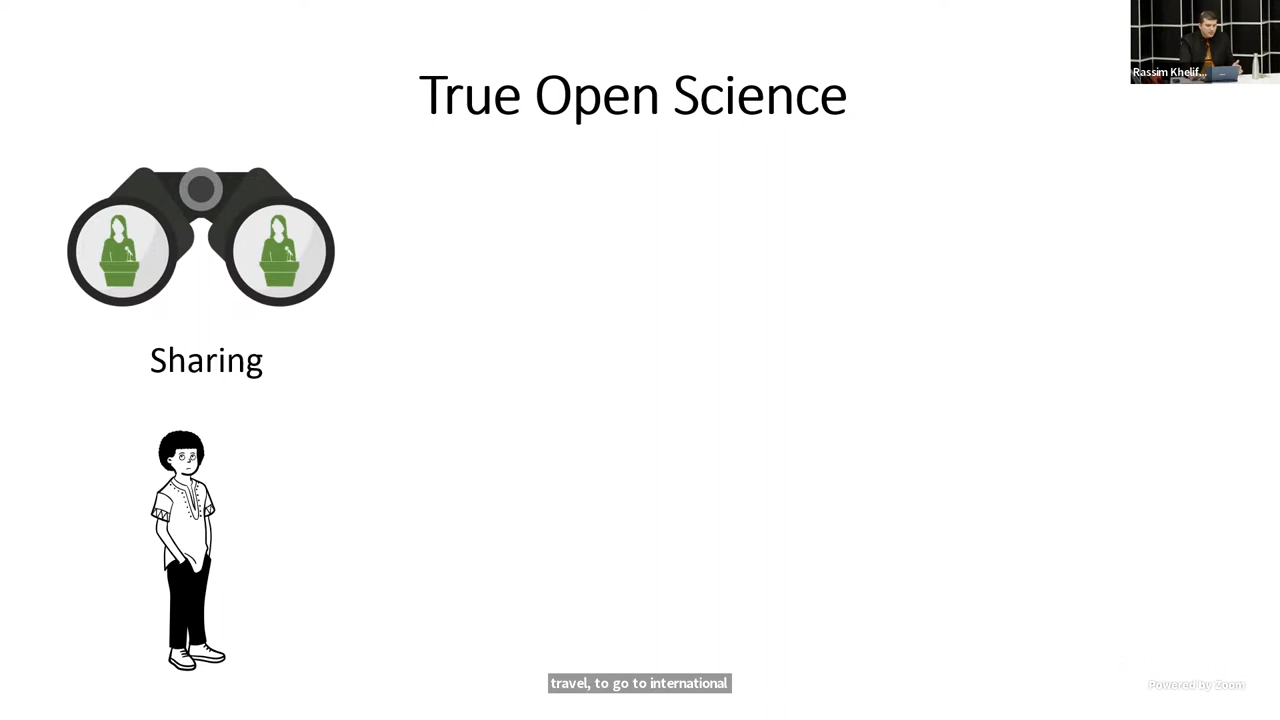 Rassim Khelif...
True Open Science
Sharing
travel, to go to international
Powered by Zoom